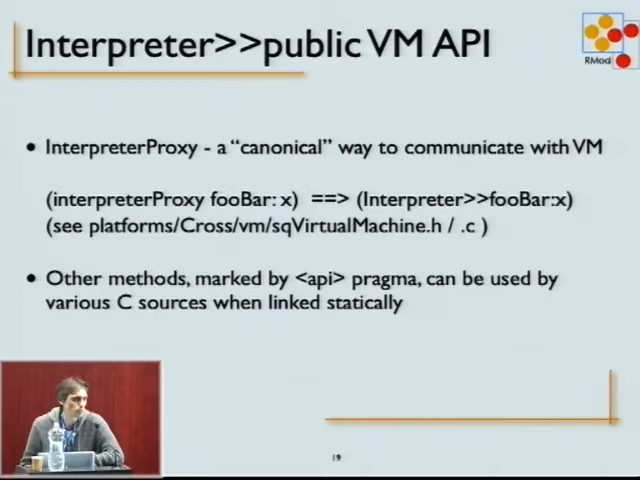 Interpreter>>public VM API
RMod
• InterpreterProxy - a “canonical” way to communicate with VM
(interpreterProxy fooBar: x) ==> (Interpreter>>fooBar:x)
(see platforms/Cross/vm/sqVirtualMachine.h / .c )
• Other methods, marked by <api> pragma, can be used by
various C sources when linked statically
19